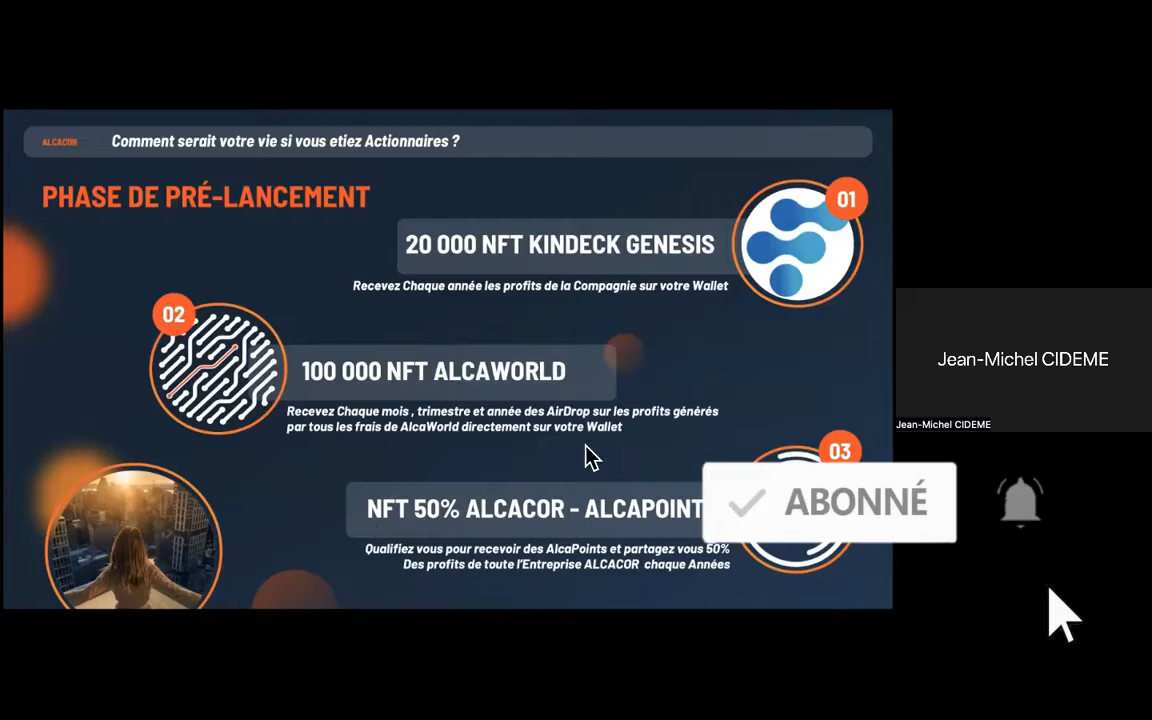 ALCACOR
Comment serait votre vie si vous etiez Actionnaires ?
PHASE DE PRÉ-LANCEMENT
01
20 000 NFT KINDECK GENESIS
Recevez Chaque année les profits de la Compagnie sur votre Wallet
02
100 000 NFT ALCAWORLD
Recevez Chaque mois , trimestre et année des AirDrop sur les profits générés
par tous les frais de AlcaWorld directement sur votre Wallet
03
NFT 50% ALCACOR - ALCAPOINT
Qualifiez vous pour recevoir des AlcaPoints et partagez vous 50%
Des profits de toute l'Entreprise ALCACOR chaque Années
ABONNÉ
Jean-Michel CIDEME
Jean-Michel CIDEME